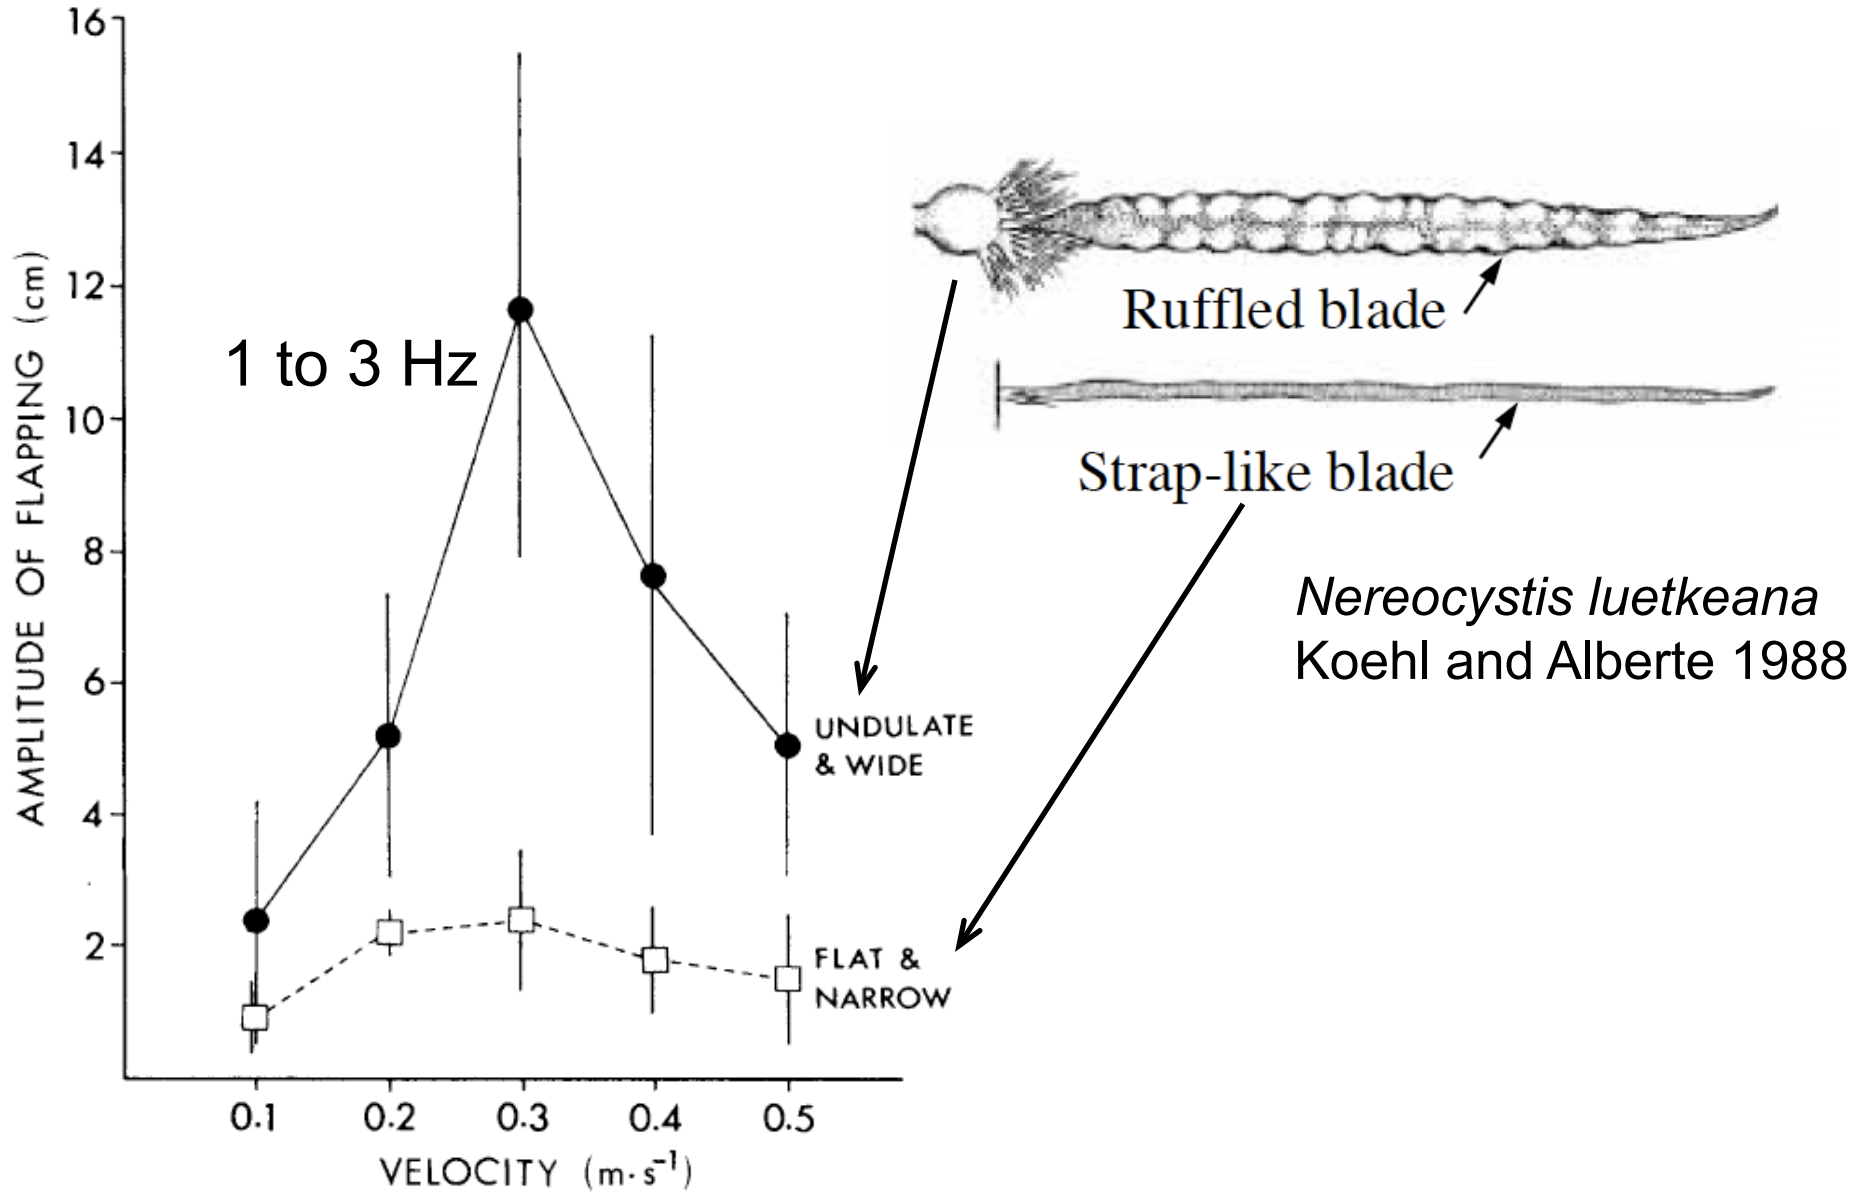 16
14
12
10
8
6
4
2
AMPLITUDE OF FLAPPING (cm)
1 to 3 Hz
Ruffled blade
Strap-like blade
Nereocystis luetkeana
Koehl and Alberte 1988
UNDULATE
& WIDE
FLAT &
NARROW
0.1 0.2 0.3 0.4 0.5
VELOCITY (m·s⁻¹)